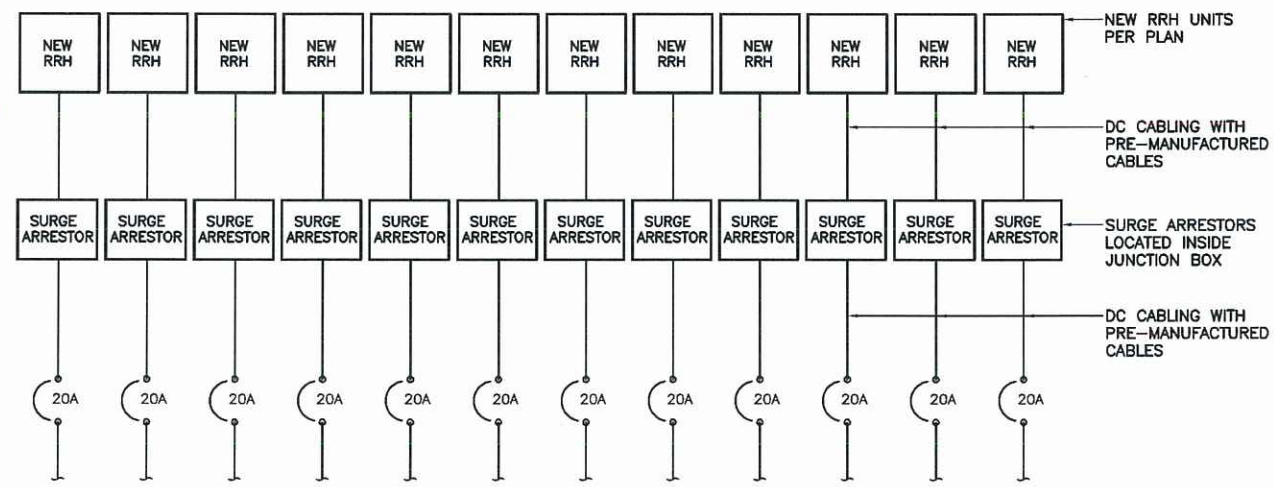 NEW
RRH
NEW
RRH
NEW
RRH
NEW
RRH
NEW
RRH
NEW
RRH
NEW
RRH
NEW
RRH
NEW
RRH
NEW
RRH
NEW
RRH
NEW
RRH
NEW RRH UNITS
PER PLAN
DC CABLING WITH
PRE-MANUFACTURED
CABLES
SURGE
ARRESTOR
SURGE
ARRESTOR
SURGE
ARRESTOR
SURGE
ARRESTOR
SURGE
ARRESTOR
SURGE
ARRESTOR
SURGE
ARRESTOR
SURGE
ARRESTOR
SURGE
ARRESTOR
SURGE
ARRESTOR
SURGE
ARRESTOR
SURGE
ARRESTOR
SURGE ARRESTORS
LOCATED INSIDE
JUNCTION BOX
DC CABLING WITH
PRE-MANUFACTURED
CABLES
20A
20A
20A
20A
20A
20A
20A
20A
20A
20A
20A
20A